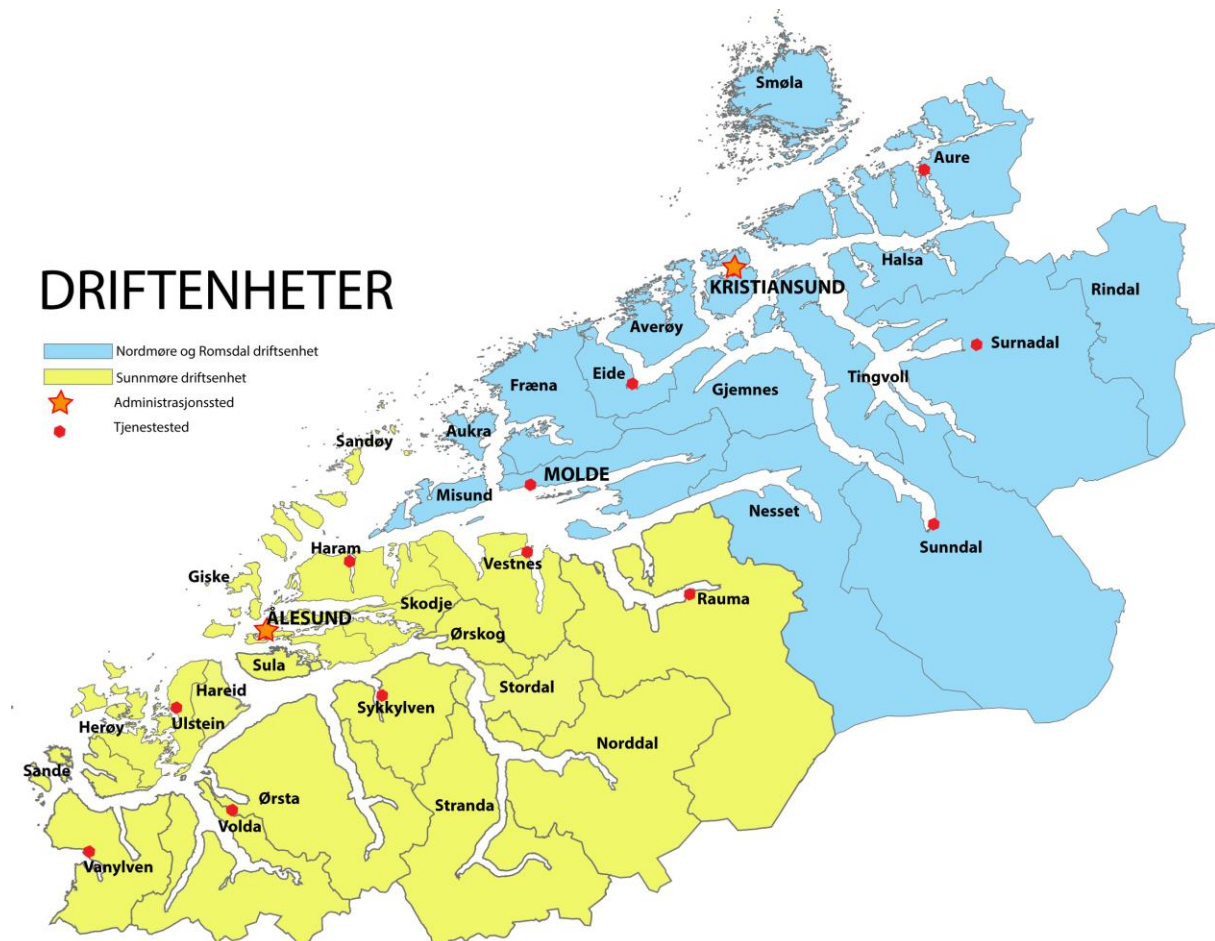 DRIFTENHETER
Nordmøre og Romsdal driftsenhet
Sunnmøre driftsenhet
Administrasjonssted
Tjenestested
Smøla
Aure
Halsa
KRISTIANSUND
Rindal
Averøy
Surnadal
Eide
Tingvoll
Fræna
Gjemnes
Aukra
Sandøy
MOLDE
Misund
Nesset
Sunndal
Haram
Vestnes
Giske
Rauma
Skodje
ÅLESUND
Ørskog
Sula
Hareid
Stordal
Sykkylven
Ulstein
Herøy
Norddal
Sande
Ørsta
Stranda
Volda
Vanylven